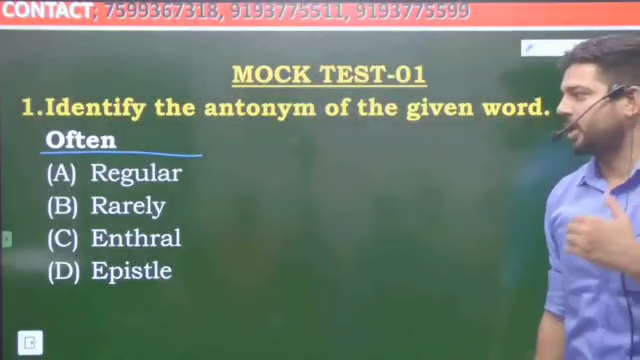 CONTACT; 7599367318, 9193775511, 9193775599
MOCK TEST-01
1.Identify the antonym of the given word.
Often
(A) Regular
(B) Rarely
(C) Enthral
(D) Epistle